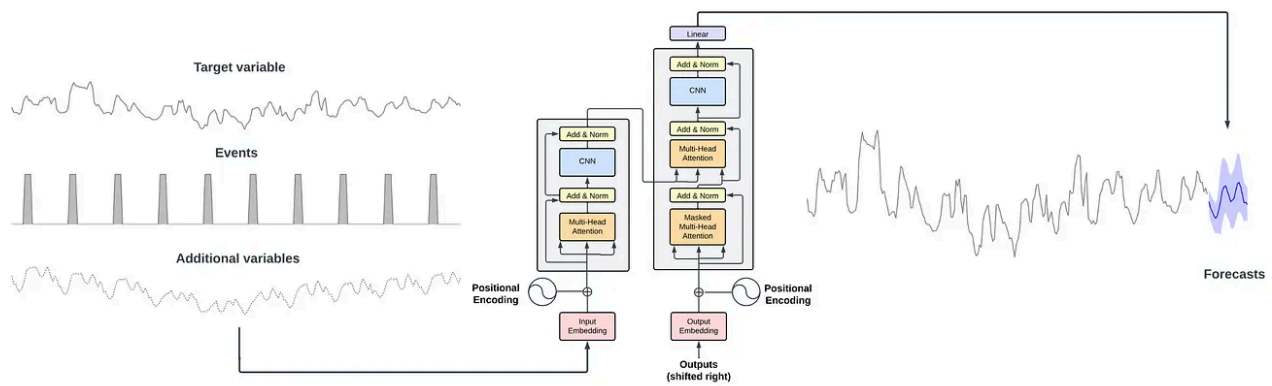 Target variable
Events
Additional variables
Add & Norm
CNN
Add & Norm
Multi-Head
Attention
Positional
Encoding
Input
Embedding
Linear
Add & Norm
CNN
Add & Norm
Multi-Head
Attention
Add & Norm
Masked
Multi-Head
Attention
Positional
Encoding
Output
Embedding
Outputs
(shifted right)
Forecasts